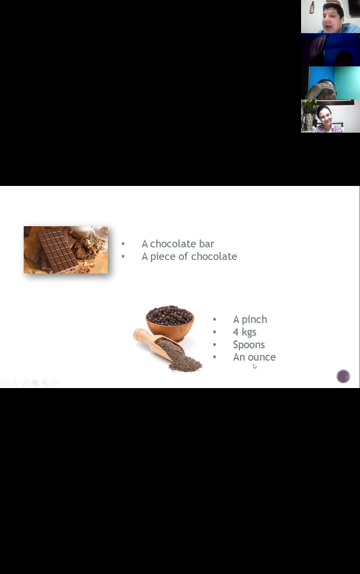 • A chocolate bar
• A piece of chocolate
• A pinch
• 4 kgs
• Spoons
• An ounce